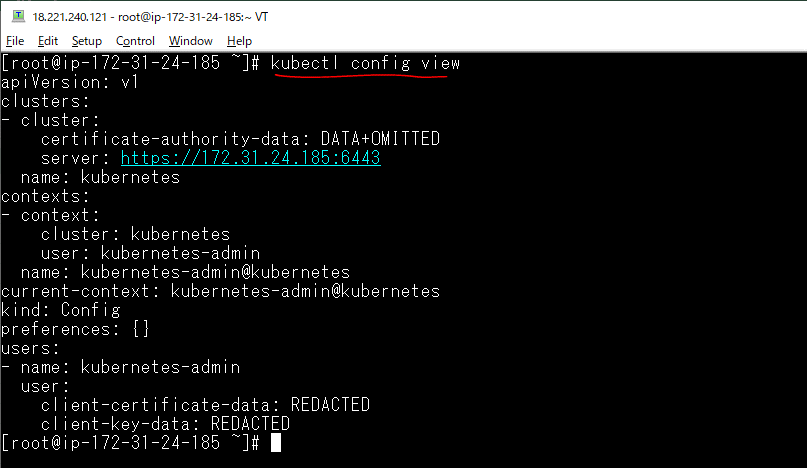 18.221.240.121 - root@ip-172-31-24-185:~ VT
File Edit Setup Control Window Help
[root@ip-172-31-24-185 ~]# kubectl config view
apiVersion: v1
clusters:
- cluster:
    certificate-authority-data: DATA+OMITTED
    server: https://172.31.24.185:6443
  name: kubernetes
contexts:
- context:
    cluster: kubernetes
    user: kubernetes-admin
  name: kubernetes-admin@kubernetes
current-context: kubernetes-admin@kubernetes
kind: Config
preferences: {}
users:
- name: kubernetes-admin
  user:
    client-certificate-data: REDACTED
    client-key-data: REDACTED
[root@ip-172-31-24-185 ~]#